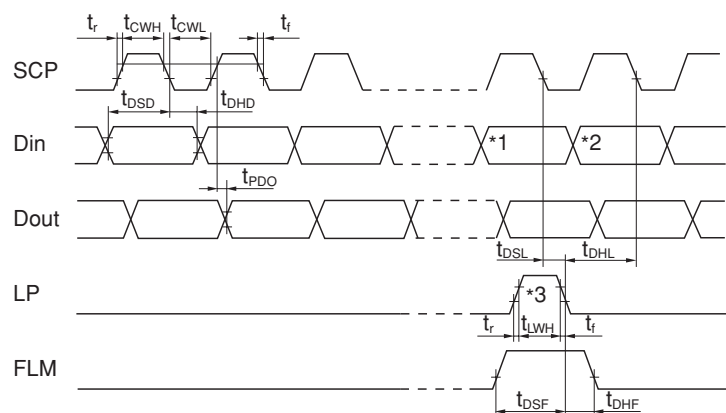 tr tCWH tCWL tf
SCP
tDSD tDHD
Din *1 *2
tPDO
Dout
tDSL tDHL
LP *3
tr tLWH tf
FLM
tDSF tDHF